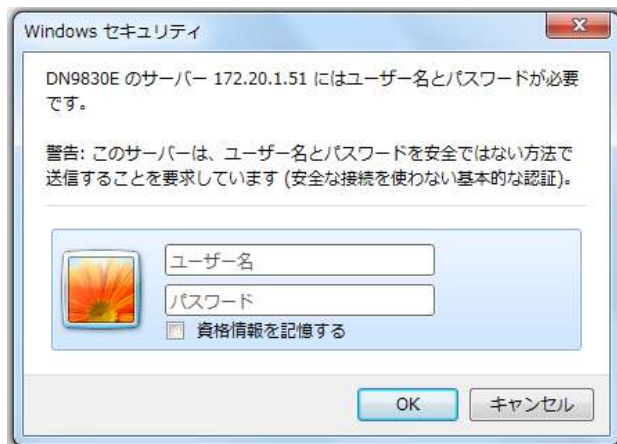 Windows セキュリティ
DN9830E のサーバー 172.20.1.51 にはユーザー名とパスワードが必要
です。
警告: このサーバーは、ユーザー名とパスワードを安全ではない方法で
送信することを要求しています (安全な接続を使わない基本的な認証)。
ユーザー名
パスワード
資格情報を記憶する
OK
キャンセル